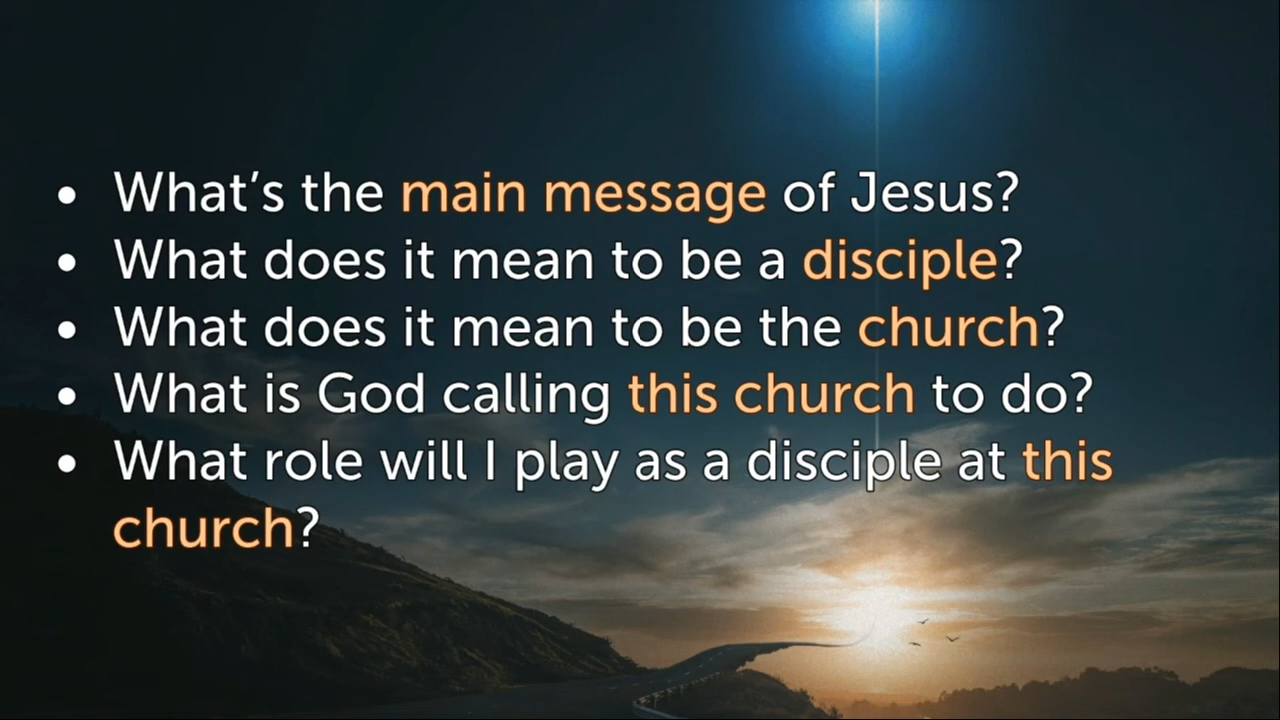 • What’s the main message of Jesus?
• What does it mean to be a disciple?
• What does it mean to be the church?
• What is God calling this church to do?
• What role will I play as a disciple at this
church?